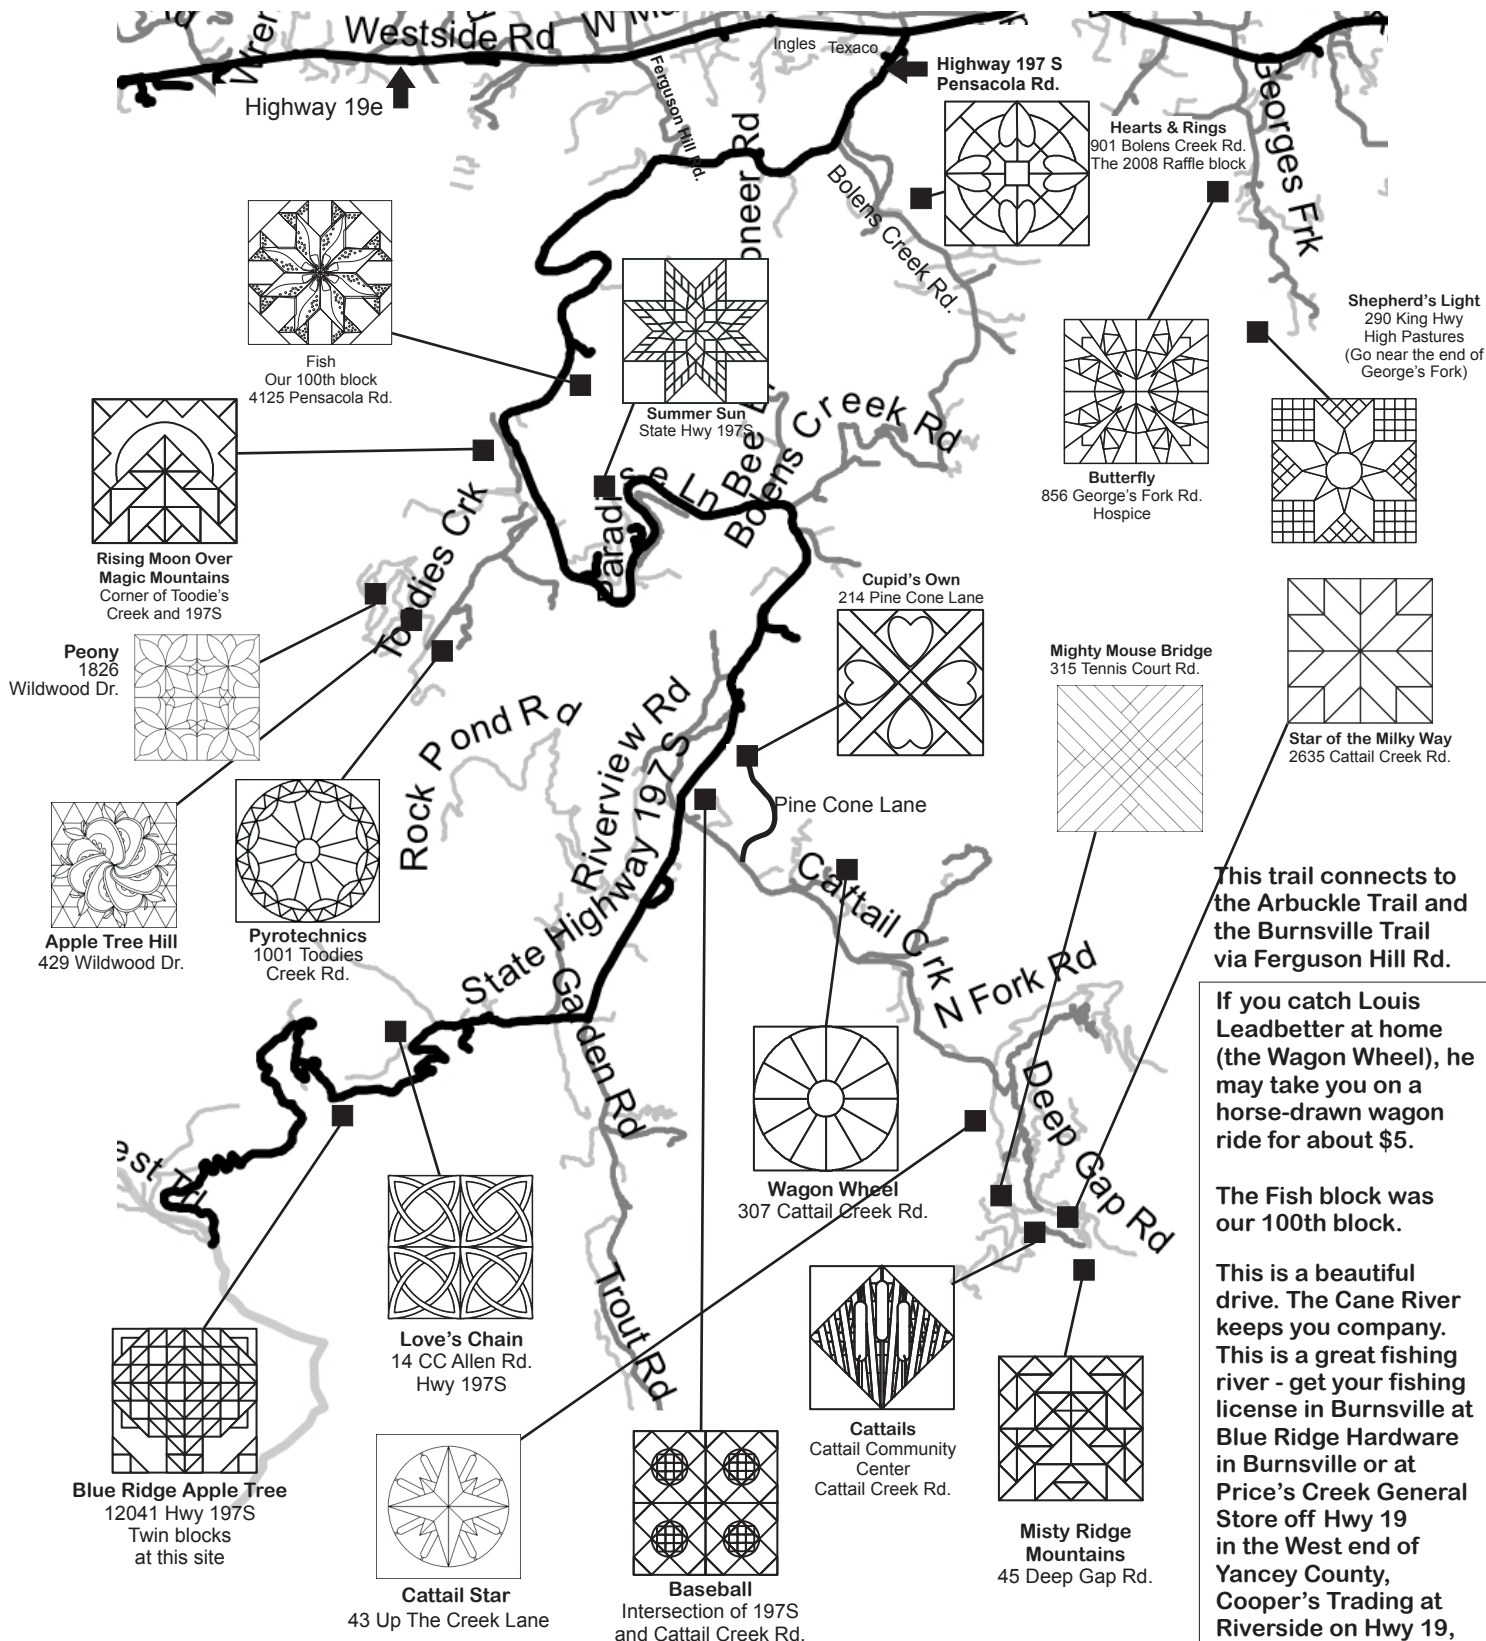 Westside Rd
Highway 19e
Ferguson Hill Rd.
Ingles
Texaco
Highway 197 S
Pensacola Rd.
Hearts & Rings
901 Bolens Creek Rd.
The 2008 Raffle block
Georges Frk
oneer Rd
Bolens Creek Rd.
Fish
Our 100th block
4125 Pensacola Rd.
Summer Sun
State Hwy 197S
Shepherd's Light
290 King Hwy
High Pastures
(Go near the end of
George's Fork)
Butterfly
856 George's Fork Rd.
Hospice
Bolens Creek Rd
Paradise Ln
Rising Moon Over
Magic Mountains
Corner of Toodie's
Creek and 197S
Toodies Crk
Peony
1826
Wildwood Dr.
Apple Tree Hill
429 Wildwood Dr.
Pyrotechnics
1001 Toodies
Creek Rd.
Rock Pond Rd
Riverview Rd
State Highway 197 S
Cupid's Own
214 Pine Cone Lane
Pine Cone Lane
Mighty Mouse Bridge
315 Tennis Court Rd.
Star of the Milky Way
2635 Cattail Creek Rd.
Cattail Crk
N Fork Rd
Deep Gap Rd
Garden Rd
Trout Rd
Wagon Wheel
307 Cattail Creek Rd.
Love's Chain
14 CC Allen Rd.
Hwy 197S
Blue Ridge Apple Tree
12041 Hwy 197S
Twin blocks
at this site
Cattail Star
43 Up The Creek Lane
Baseball
Intersection of 197S
and Cattail Creek Rd.
Cattails
Cattail Community
Center
Cattail Creek Rd.
Misty Ridge
Mountains
45 Deep Gap Rd.
This trail connects to
the Arbuckle Trail and
the Burnsville Trail
via Ferguson Hill Rd.
If you catch Louis
Leadbetter at home
(the Wagon Wheel), he
may take you on a
horse-drawn wagon
ride for about $5.
The Fish block was
our 100th block.
This is a beautiful
drive. The Cane River
keeps you company.
This is a great fishing
river - get your fishing
license in Burnsville at
Blue Ridge Hardware
in Burnsville or at
Price's Creek General
Store off Hwy 19
in the West end of
Yancey County,
Cooper's Trading at
Riverside on Hwy 19,